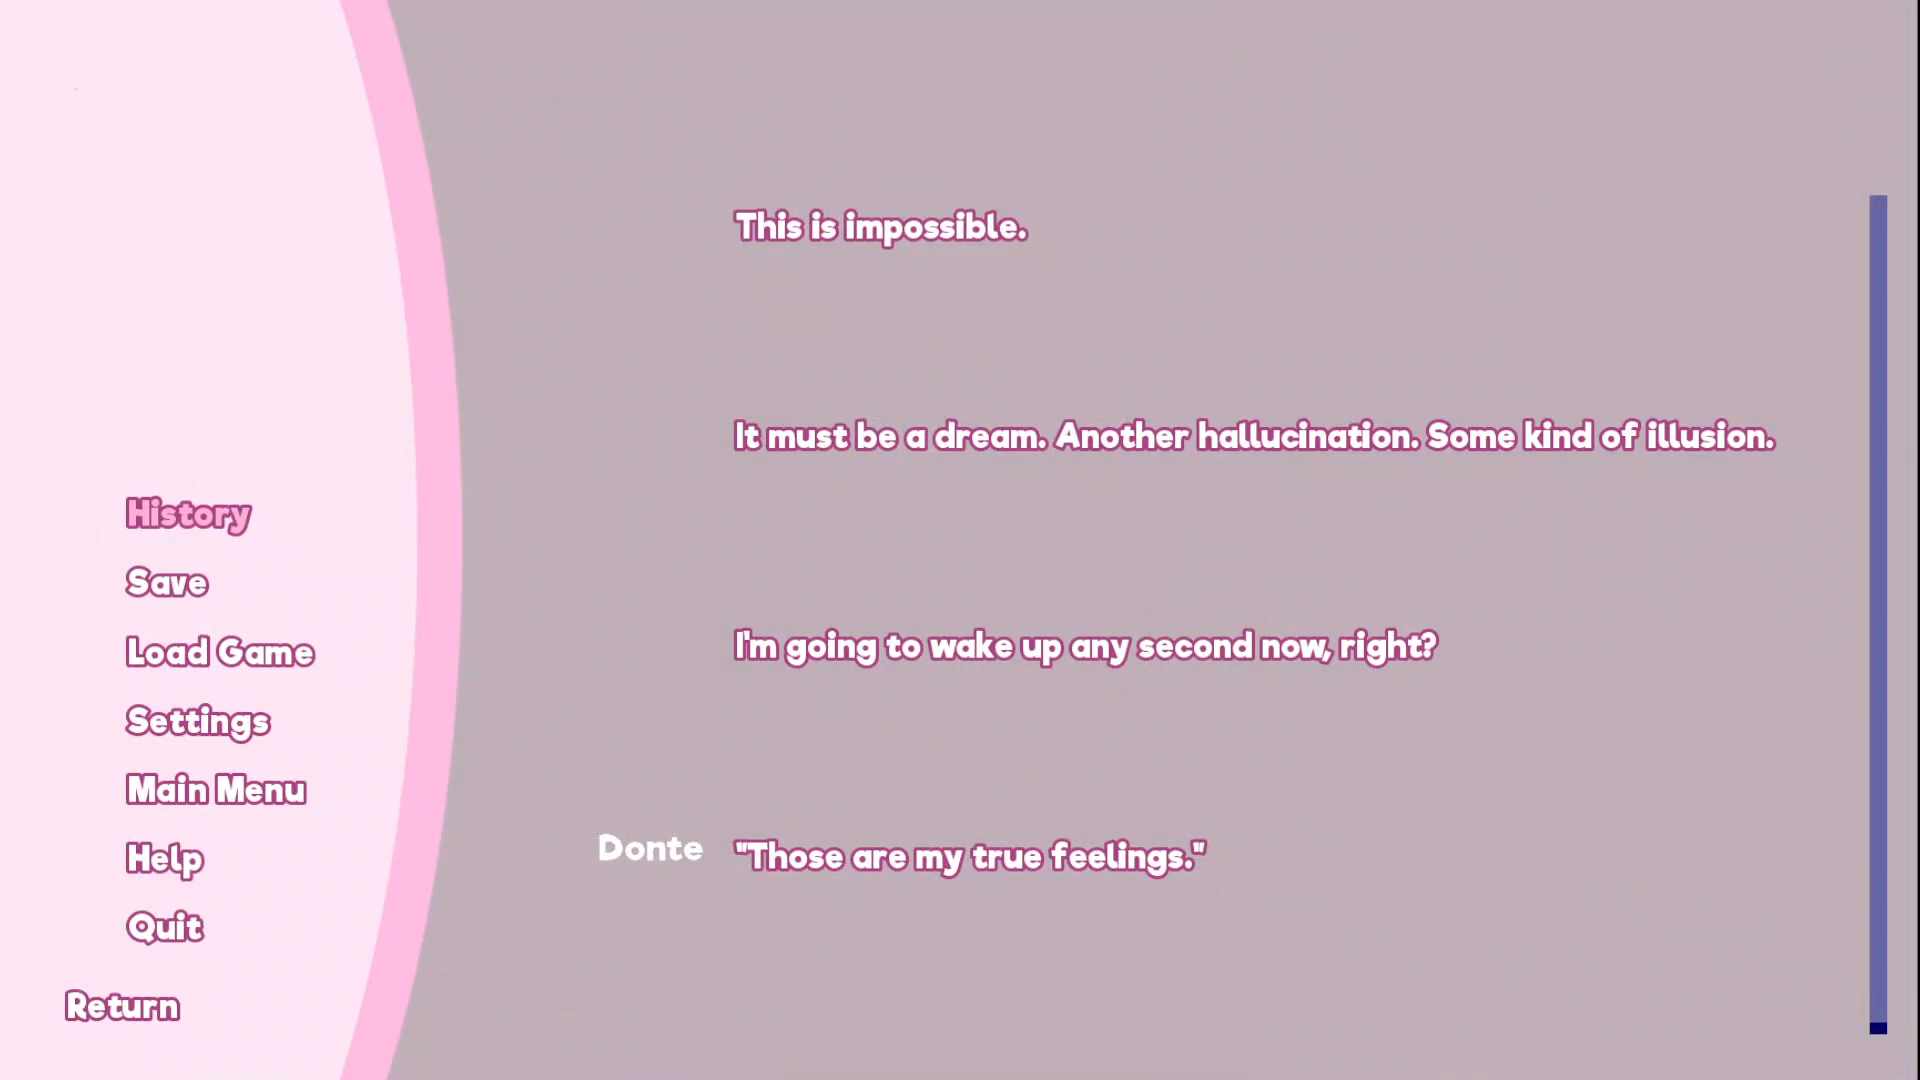 History
Save
Load Game
Settings
Main Menu
Help
Quit
Return
This is impossible.
It must be a dream. Another hallucination. Some kind of illusion.
I'm going to wake up any second now, right?
Donte "Those are my true feelings."